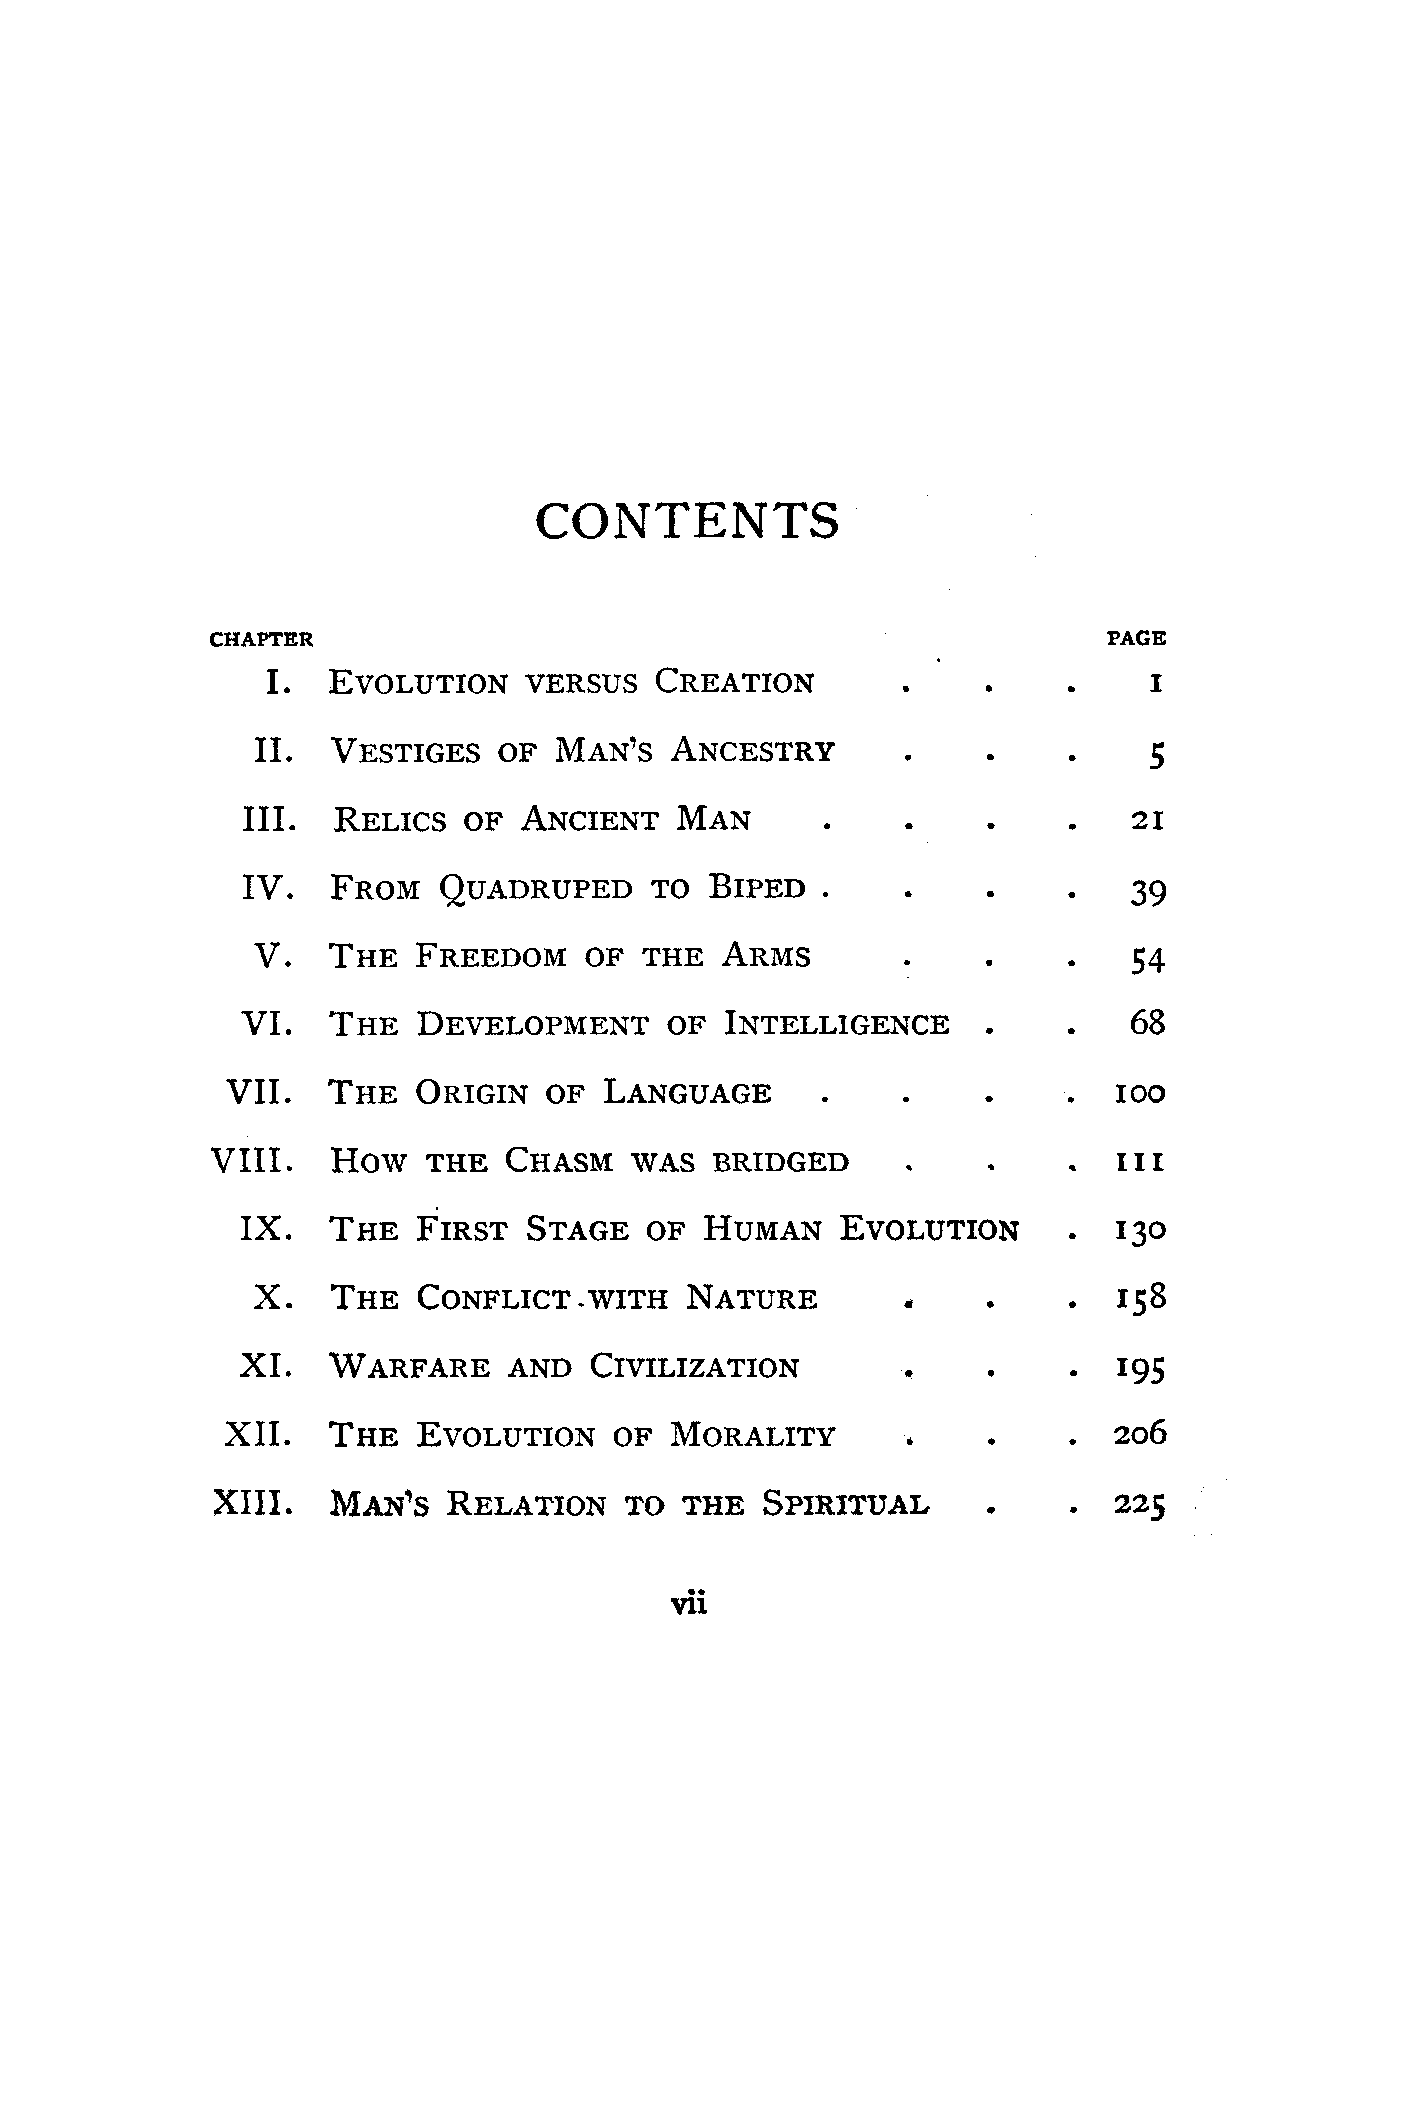 CONTENTS
CHAPTER PAGE
I. EVOLUTION VERSUS CREATION . . . 1
II. VESTIGES OF MAN'S ANCESTRY . . . 5
III. RELICS OF ANCIENT MAN . . . . 21
IV. FROM QUADRUPED TO BIPED . . . . 39
V. THE FREEDOM OF THE ARMS . . . 54
VI. THE DEVELOPMENT OF INTELLIGENCE . . 68
VII. THE ORIGIN OF LANGUAGE . . . . 100
VIII. HOW THE CHASM WAS BRIDGED . . . 111
IX. THE FIRST STAGE OF HUMAN EVOLUTION . 130
X. THE CONFLICT WITH NATURE . . . 158
XI. WARFARE AND CIVILIZATION . . . 195
XII. THE EVOLUTION OF MORALITY . . . 206
XIII. MAN'S RELATION TO THE SPIRITUAL . . 225
vii